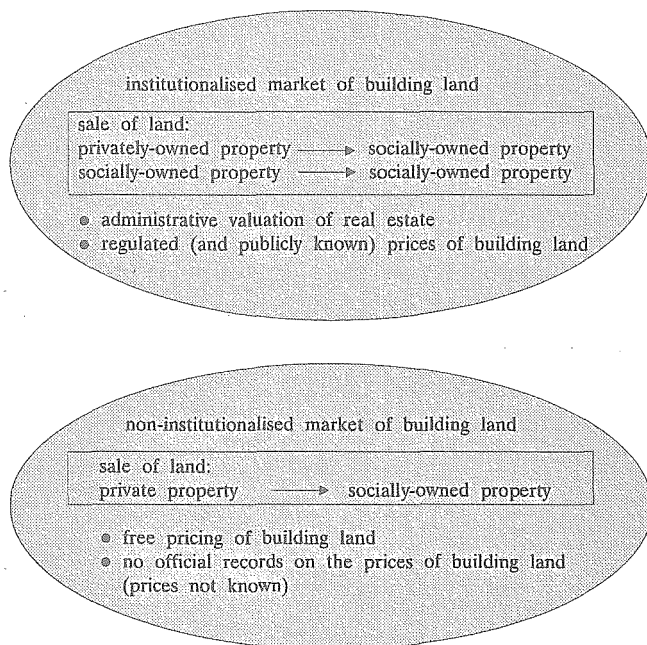 institutionalised market of building land
sale of land:
privately-owned property → socially-owned property
socially-owned property → socially-owned property
● administrative valuation of real estate
● regulated (and publicly known) prices of building land
non-institutionalised market of building land
sale of land:
private property → socially-owned property
● free pricing of building land
● no official records on the prices of building land
(prices not known)